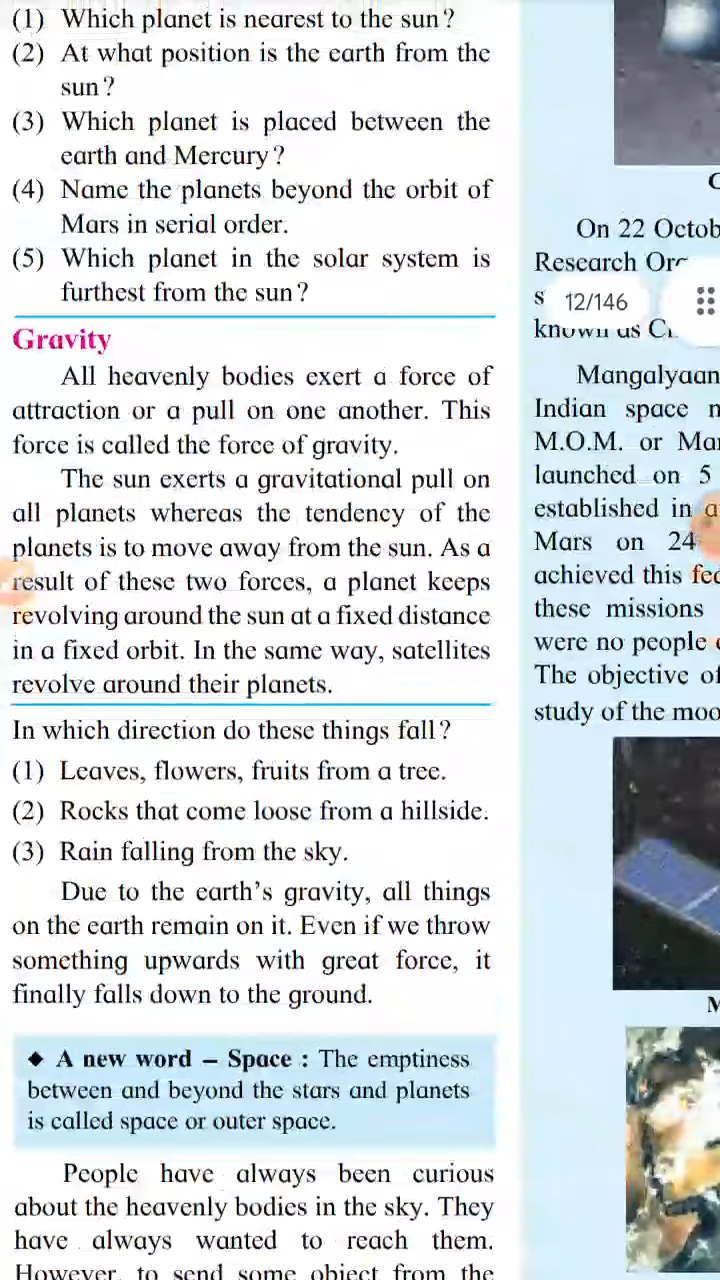 (1) Which planet is nearest to the sun?
(2) At what position is the earth from the
sun?
(3) Which planet is placed between the
earth and Mercury?
(4) Name the planets beyond the orbit of
Mars in serial order.
(5) Which planet in the solar system is
furthest from the sun?
Gravity
All heavenly bodies exert a force of
attraction or a pull on one another. This
force is called the force of gravity.
The sun exerts a gravitational pull on
all planets whereas the tendency of the
planets is to move away from the sun. As a
result of these two forces, a planet keeps
revolving around the sun at a fixed distance
in a fixed orbit. In the same way, satellites
revolve around their planets.
In which direction do these things fall?
(1) Leaves, flowers, fruits from a tree.
(2) Rocks that come loose from a hillside.
(3) Rain falling from the sky.
Due to the earth's gravity, all things
on the earth remain on it. Even if we throw
something upwards with great force, it
finally falls down to the ground.
◆ A new word – Space : The emptiness
between and beyond the stars and planets
is called space or outer space.
People have always been curious
about the heavenly bodies in the sky. They
have always wanted to reach them.
However, to send some object from the
On 22 Octob
Research Or
s
12/146
known as C
Mangalyaan
Indian space
M.O.M. or Ma
launched on 5
established in a
Mars on 24
achieved this fe
these missions
were no people
The objective of
study of the moo